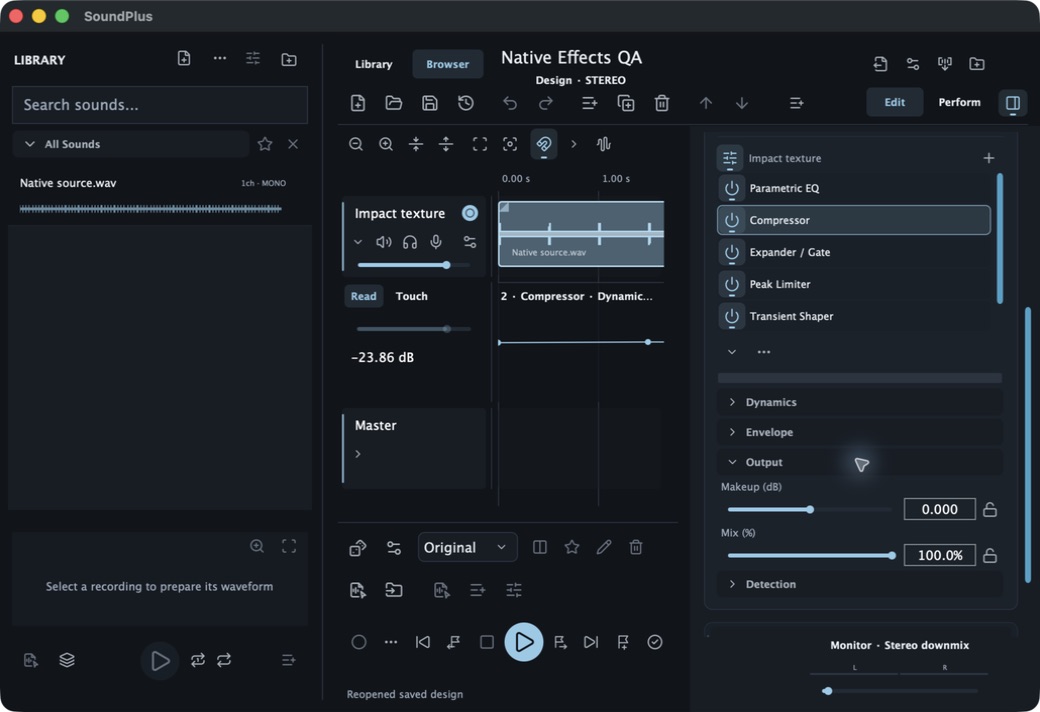 SoundPlus
LIBRARY
Search sounds...
All Sounds
Native source.wav
1ch · MONO
Select a recording to prepare its waveform
Library
Browser
Native Effects QA
Design · STEREO
Edit
Perform
0.00 s
1.00 s
Impact texture
Native source.wav
Read
Touch
2 · Compressor · Dynamic...
−23.86 dB
Master
Original
Reopened saved design
Impact texture
Parametric EQ
Compressor
Expander / Gate
Peak Limiter
Transient Shaper
Dynamics
Envelope
Output
Makeup (dB)
0.000
Mix (%)
100.0%
Detection
Monitor · Stereo downmix
L
R